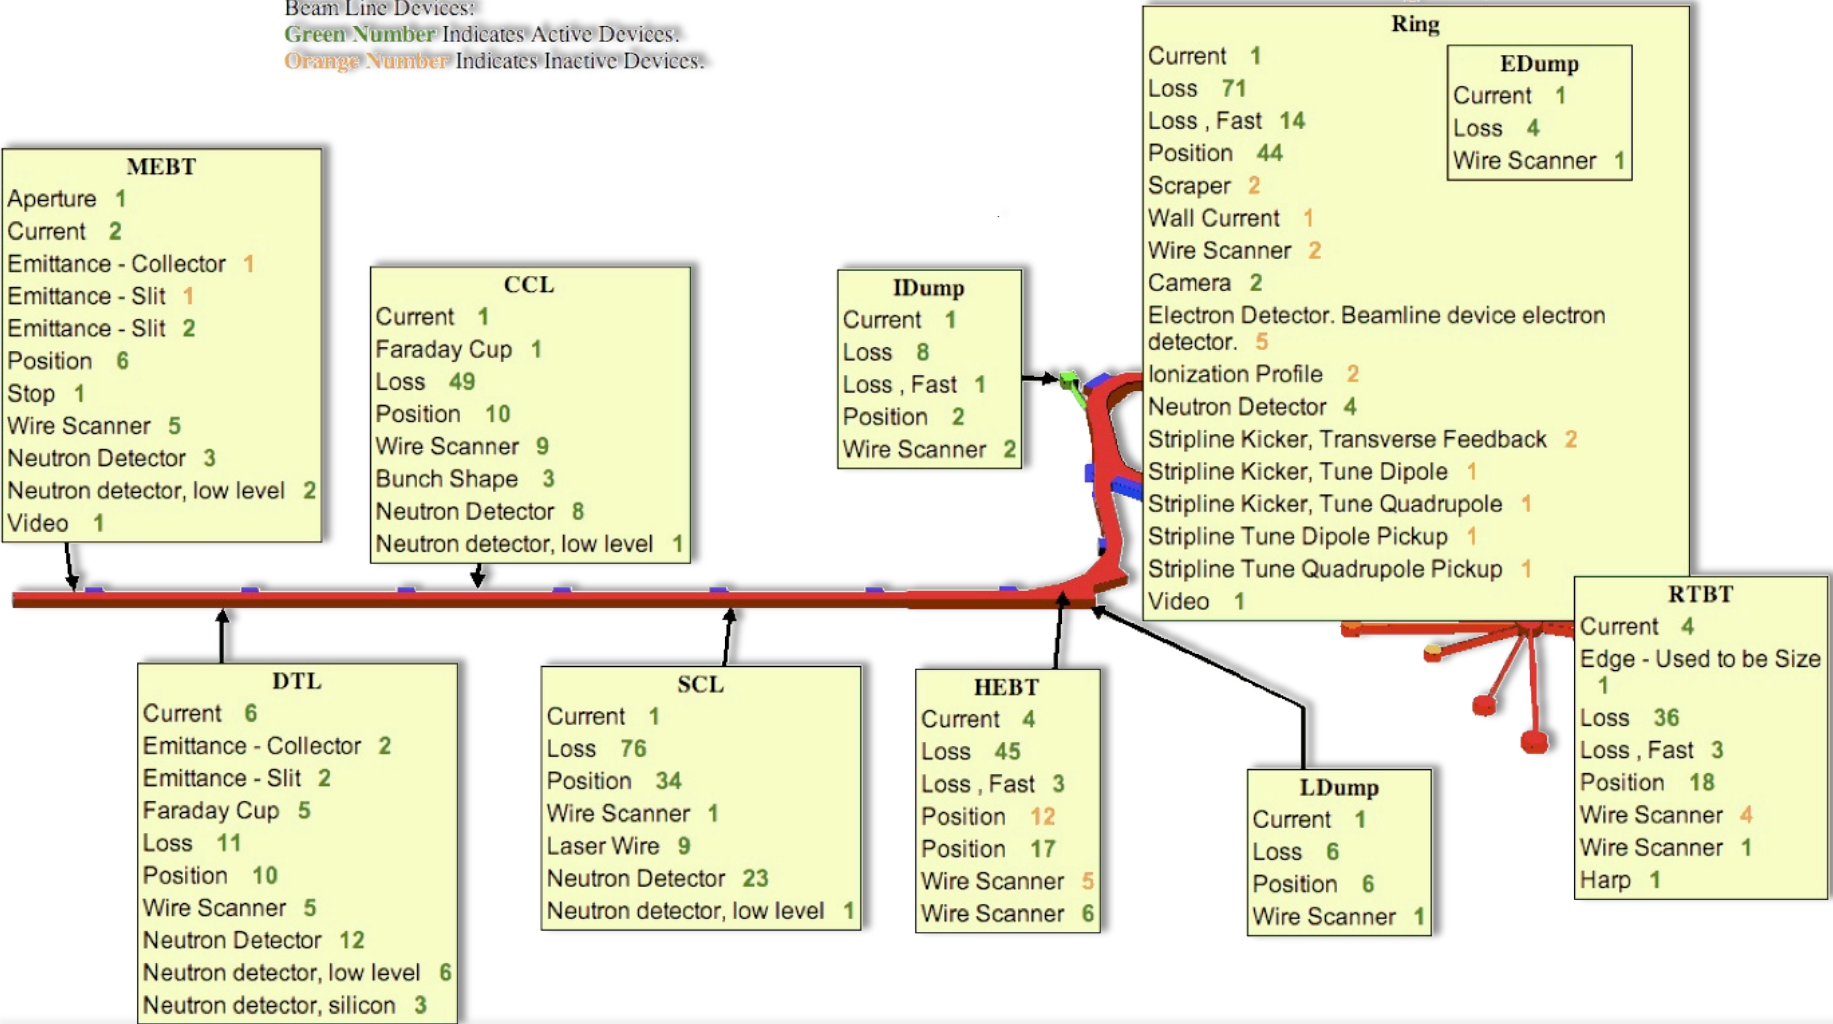 Beam Line Devices:
Green Number Indicates Active Devices.
Orange Number Indicates Inactive Devices.
MEBT
Aperture 1
Current 2
Emittance - Collector 1
Emittance - Slit 1
Emittance - Slit 2
Position 6
Stop 1
Wire Scanner 5
Neutron Detector 3
Neutron detector, low level 2
Video 1
CCL
Current 1
Faraday Cup 1
Loss 49
Position 10
Wire Scanner 9
Bunch Shape 3
Neutron Detector 8
Neutron detector, low level 1
IDump
Current 1
Loss 8
Loss , Fast 1
Position 2
Wire Scanner 2
Ring
Current 1
Loss 71
Loss , Fast 14
Position 44
Scraper 2
Wall Current 1
Wire Scanner 2
Camera 2
Electron Detector. Beamline device electron
detector. 5
Ionization Profile 2
Neutron Detector 4
Stripline Kicker, Transverse Feedback 2
Stripline Kicker, Tune Dipole 1
Stripline Kicker, Tune Quadrupole 1
Stripline Tune Dipole Pickup 1
Stripline Tune Quadrupole Pickup 1
Video 1
EDump
Current 1
Loss 4
Wire Scanner 1
DTL
Current 6
Emittance - Collector 2
Emittance - Slit 2
Faraday Cup 5
Loss 11
Position 10
Wire Scanner 5
Neutron Detector 12
Neutron detector, low level 6
Neutron detector, silicon 3
SCL
Current 1
Loss 76
Position 34
Wire Scanner 1
Laser Wire 9
Neutron Detector 23
Neutron detector, low level 1
HEBT
Current 4
Loss 45
Loss , Fast 3
Position 12
Position 17
Wire Scanner 5
Wire Scanner 6
LDump
Current 1
Loss 6
Position 6
Wire Scanner 1
RTBT
Current 4
Edge - Used to be Size
1
Loss 36
Loss , Fast 3
Position 18
Wire Scanner 4
Wire Scanner 1
Harp 1